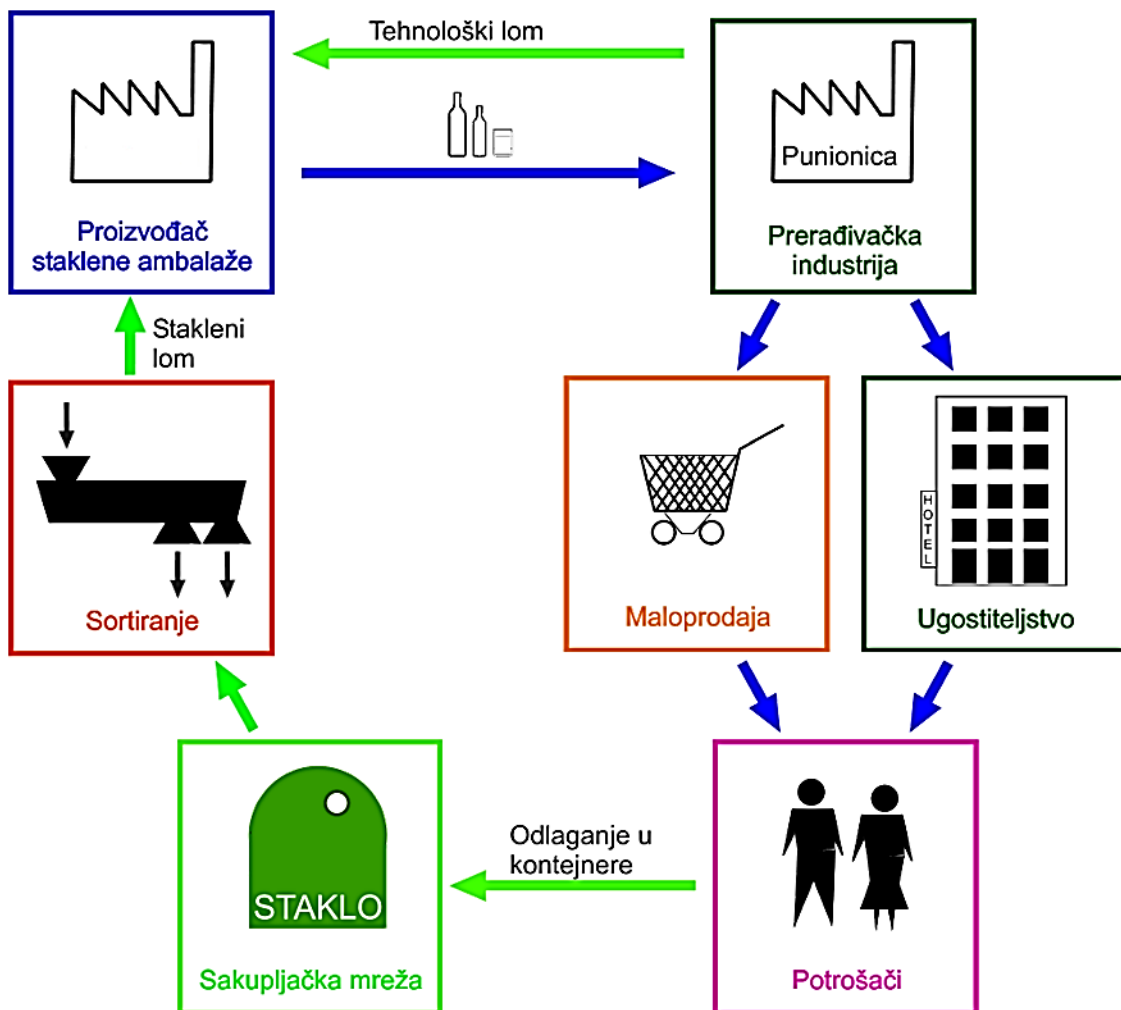 Tehnološki lom
Punionica
Proizvođač
staklene ambalaže
Prerađivačka
industrija
Stakleni
lom
HOTEL
Sortiranje
Maloprodaja
Ugostiteljstvo
Odlaganje u
kontejnere
STAKLO
Sakupljačka mreža
Potrošači